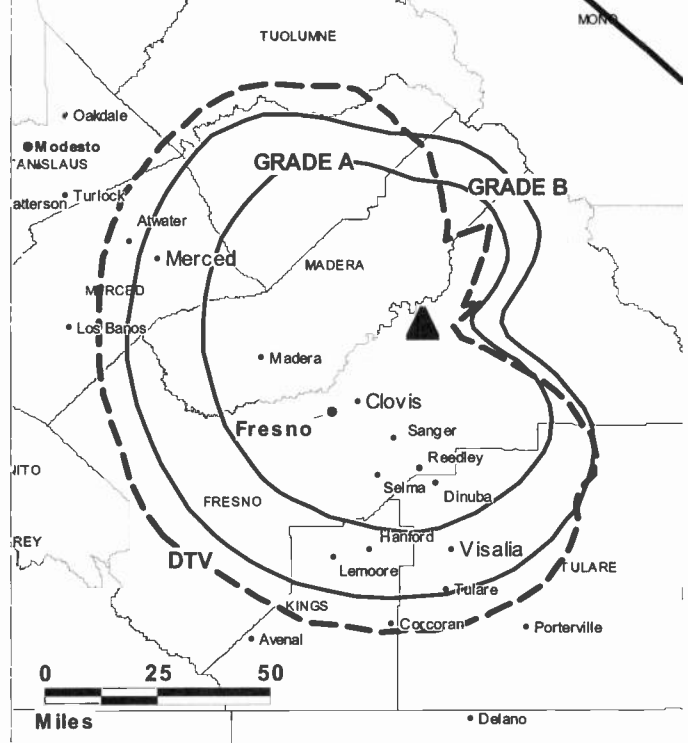 MONO
TUOLUMNE
Oakdale
Modesto
TANISLAUS
GRADE A
GRADE B
atterson
Turlock
Atwater
Merced
MADERA
MERCED
Los Banos
Madera
Clovis
Fresno
Sanger
Reedley
NITO
Selma
Dinuba
FRESNO
REY
Hanford
Visalia
DTV
Lemoore
TULARE
Tulare
KINGS
Corcoran
Porterville
Avenal
0 25 50
Miles
Delano